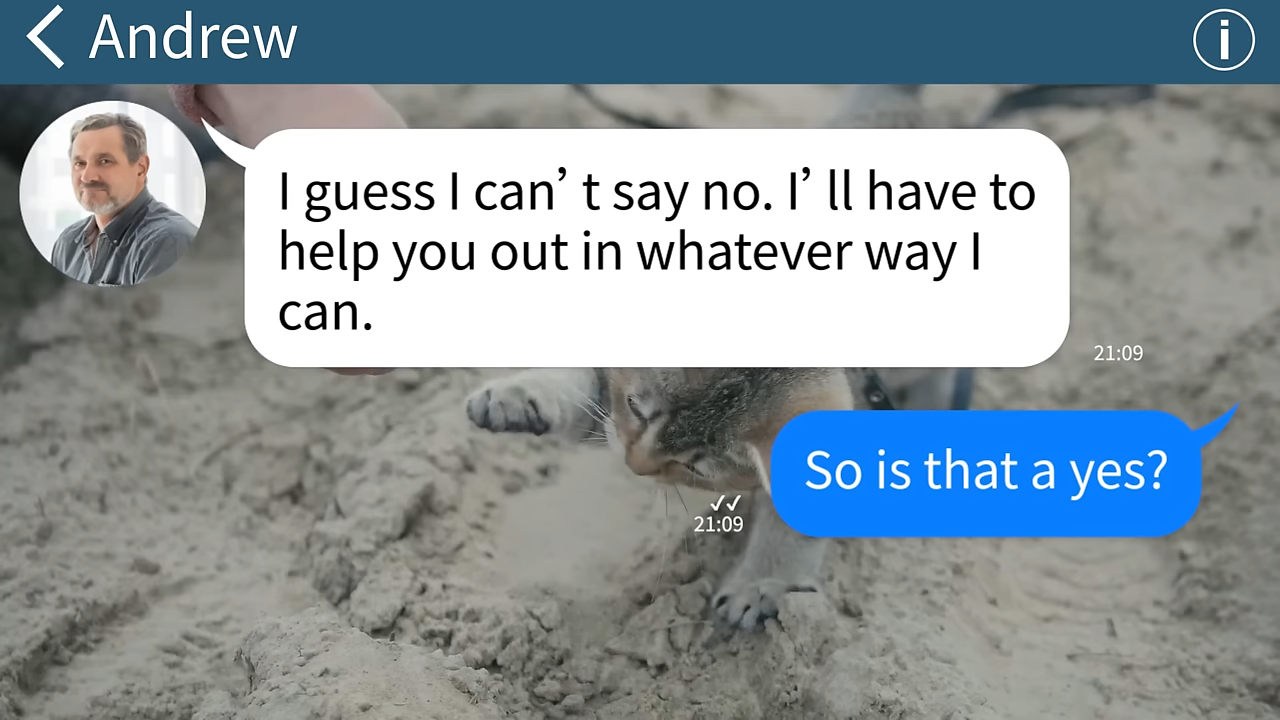 Andrew
I guess I can’ t say no. I’ ll have to
help you out in whatever way I
can.
21:09
So is that a yes?
21:09